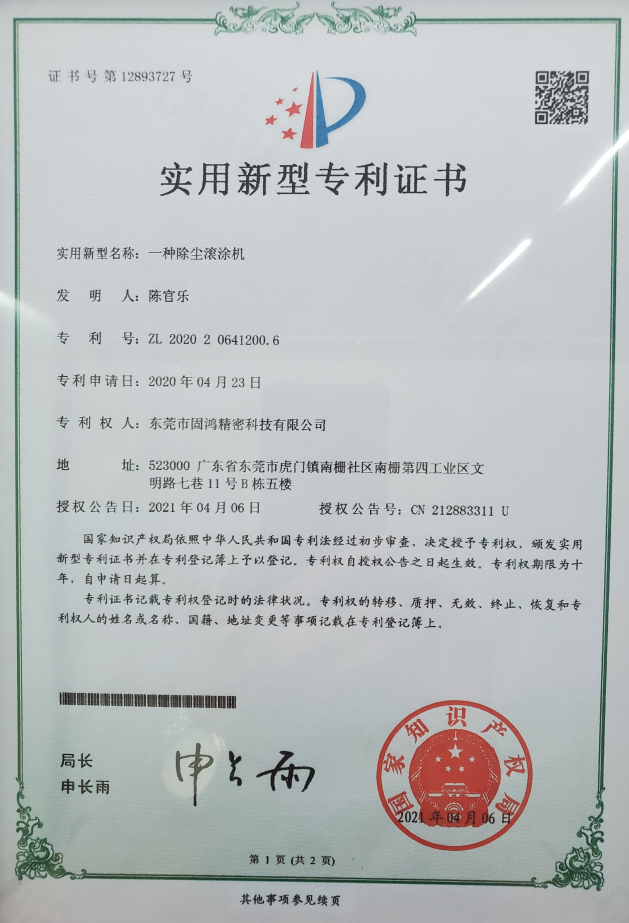 证书号第12893727号
实用新型专利证书
实用新型名称：一种除尘滚涂机
发 明 人：陈官乐
专 利 号：ZL 2020 2 0641200.6
专利申请日：2020年04月23日
专 利 权 人：东莞市固鸿精密科技有限公司
地 址：523000 广东省东莞市虎门镇南栅社区南栅第四工业区文
明路七巷11号B栋五楼
授权公告日：2021年04月06日 授权公告号：CN 212883311 U
国家知识产权局依照中华人民共和国专利法经过初步审查，决定授予专利权，颁发实用
新型专利证书并在专利登记簿上予以登记。专利权自授权公告之日起生效。专利权期限为十
年，自申请日起算。
专利证书记载专利权登记时的法律状况。专利权的转移、质押、无效、终止、恢复和专
利权人的姓名或名称、国籍、地址变更等事项记载在专利登记簿上。
局长
申长雨
申长雨
国家知识产权局
2021年04月06日
第 1 页 (共 2 页)
其他事项参见续页